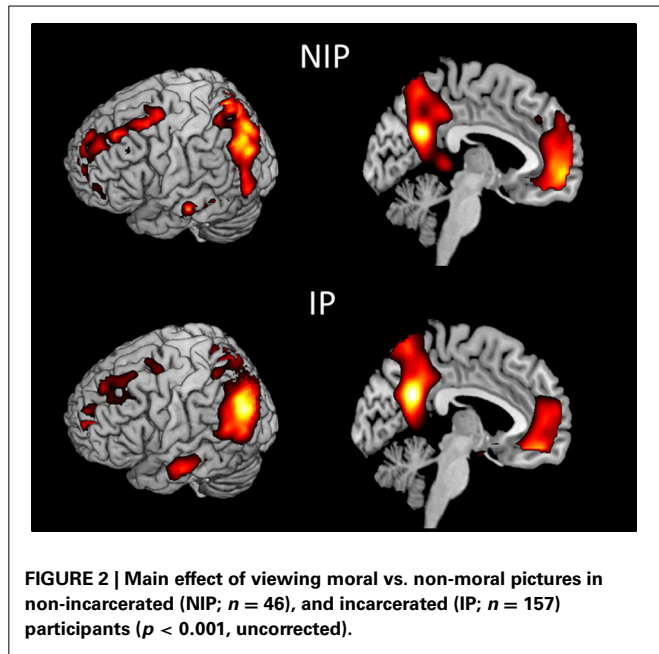 NIP
IP
FIGURE 2 | Main effect of viewing moral vs. non-moral pictures in
non-incarcerated (NIP; n = 46), and incarcerated (IP; n = 157)
participants (p < 0.001, uncorrected).